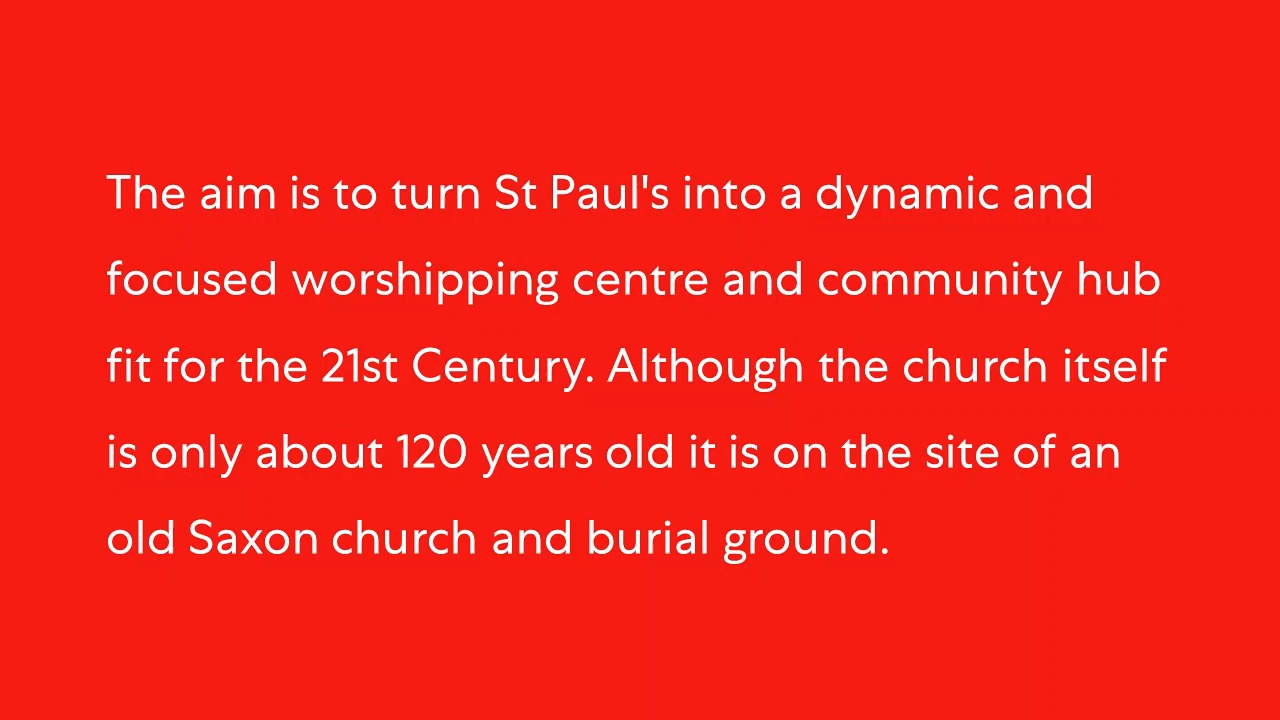 The aim is to turn St Paul's into a dynamic and
focused worshipping centre and community hub
fit for the 21st Century. Although the church itself
is only about 120 years old it is on the site of an
old Saxon church and burial ground.